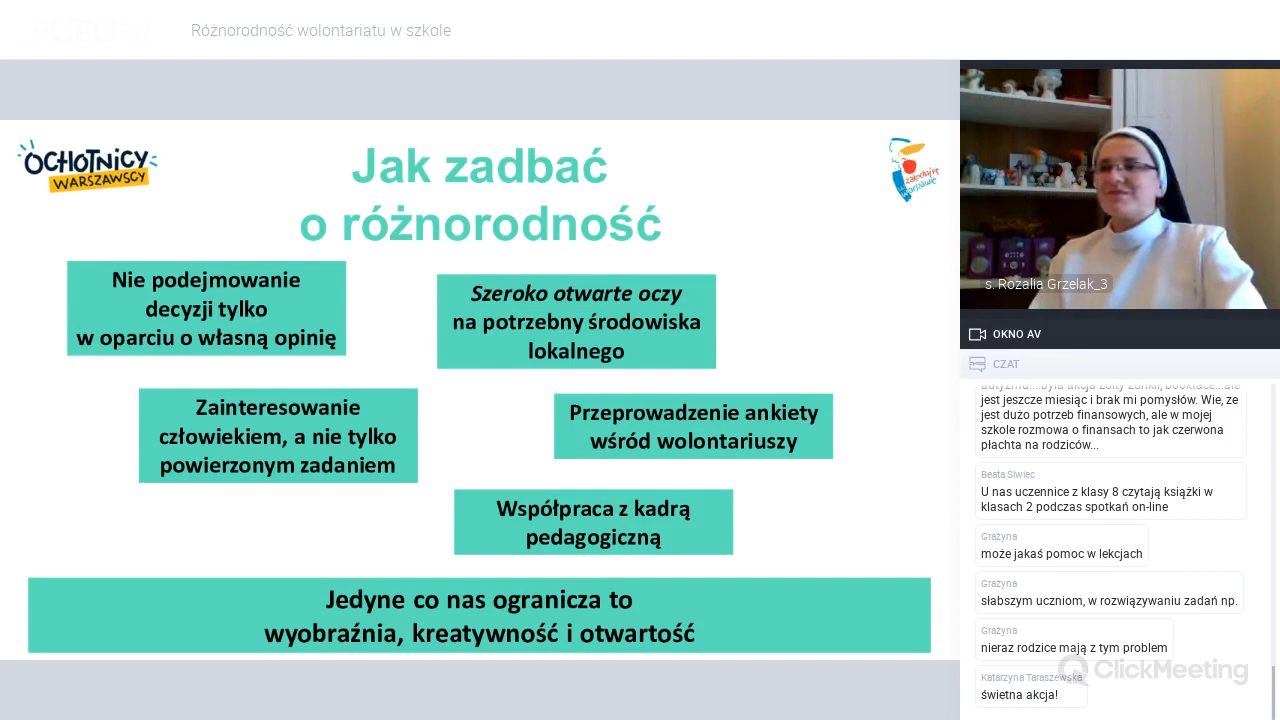 Różnorodność wolontariatu w szkole
OCHOTNICY
WARSZAWSCY
Jak zadbać
o różnorodność
Nie podejmowanie
decyzji tylko
w oparciu o własną opinię
Szeroko otwarte oczy
na potrzebny środowiska
lokalnego
Zainteresowanie
człowiekiem, a nie tylko
powierzonym zadaniem
Przeprowadzenie ankiety
wśród wolontariuszy
Współpraca z kadrą
pedagogiczną
Jedyne co nas ogranicza to
wyobraźnia, kreatywność i otwartość
s. Rozalia Grzelak_3
OKNO AV
CZAT
jest jeszcze miesiąc i brak mi pomysłów. Wie, ze
jest dużo potrzeb finansowych, ale w mojej
szkole rozmowa o finansach to jak czerwona
płachta na rodziców...
Beata Siwiec
U nas uczennice z klasy 8 czytają książki w
klasach 2 podczas spotkań on-line
Grażyna
może jakaś pomoc w lekcjach
Grażyna
słabszym uczniom, w rozwiązywaniu zadań np.
Grażyna
nieraz rodzice mają z tym problem
Katarzyna Taraszewska
świetna akcja!
ClickMeeting